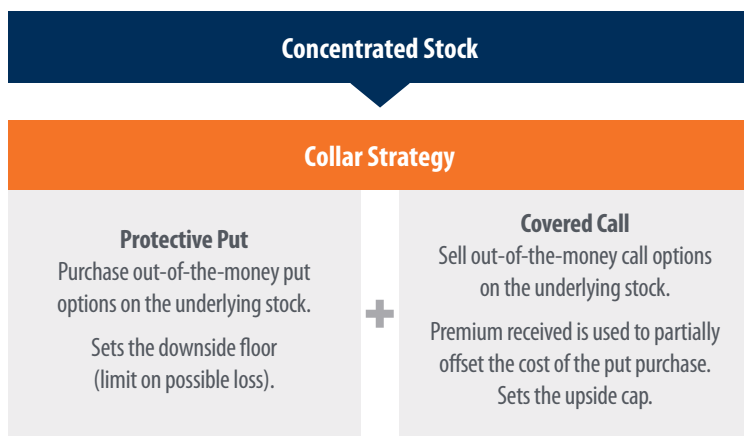 Concentrated Stock
Collar Strategy
Protective Put
Purchase out-of-the-money put
options on the underlying stock.
Sets the downside floor
(limit on possible loss).
+
Covered Call
Sell out-of-the-money call options
on the underlying stock.
Premium received is used to partially
offset the cost of the put purchase.
Sets the upside cap.